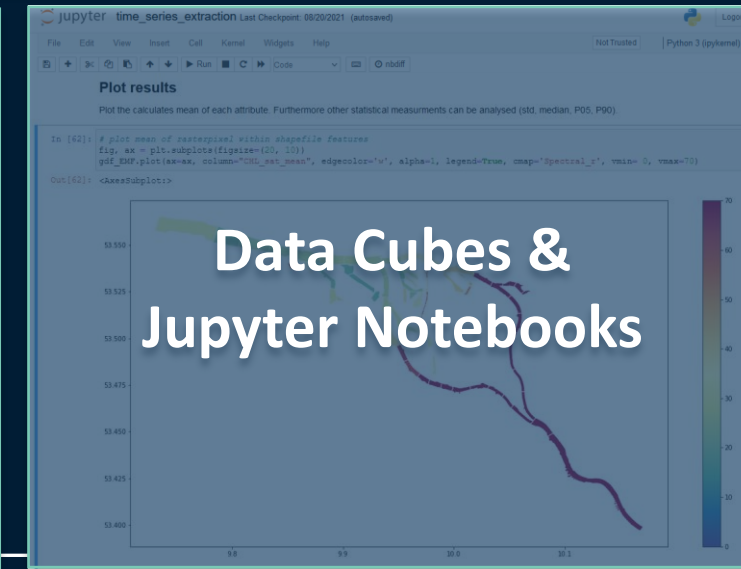 jupyter time_series_extraction Last Checkpoint: 08/20/2021 (autosaved)
Logo
File Edit View Insert Cell Kernel Widgets Help
Not Trusted Python 3 (ipykernel)
Run Code nbdiff
Plot results
Plot the calculates mean of each attribute. Furthermore other statistical measurments can be analysed (std, median, P05, P90).
In [62]: # plot mean of rasterpixel within shapefile features
fig, ax = plt.subplots(figsize=(20, 10))
gdf_EMF.plot(ax=ax, column="CHL_sat_mean", edgecolor='w', alpha=1, legend=True, cmap='Spectral_r', vmin= 0, vmax=70)
Out[62]: <AxesSubplot:>
Data Cubes &
Jupyter Notebooks
53.550
53.525
53.500
53.475
53.450
53.425
53.400
9.8 9.9 10.0 10.1
70
60
50
40
30
20
10
0